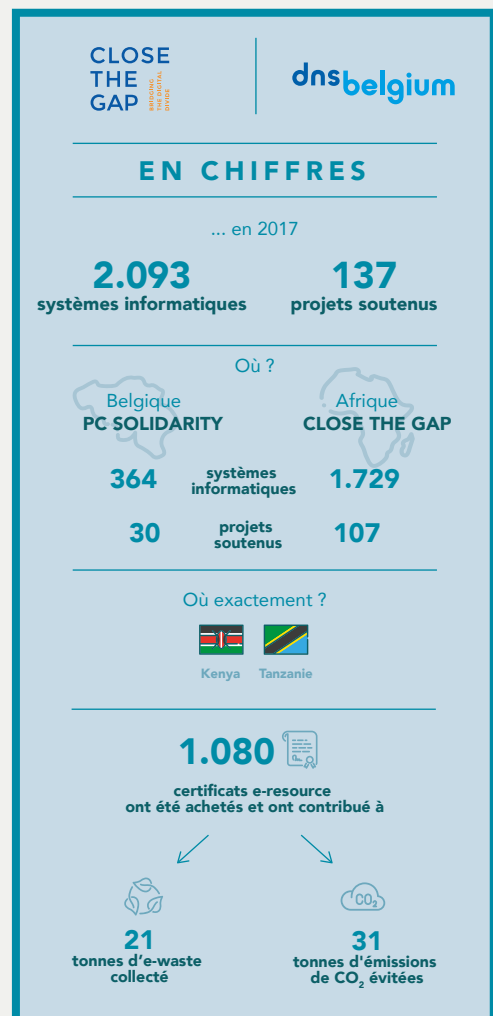 CLOSE
THE
GAP
BRIDGING
THE DIGITAL
DIVIDE
dnsbelgium
EN CHIFFRES
... en 2017
2.093
systèmes informatiques
137
projets soutenus
Où ?
Belgique
PC SOLIDARITY
Afrique
CLOSE THE GAP
364
systèmes
informatiques
1.729
30
projets
soutenus
107
Où exactement ?
Kenya
Tanzanie
1.080
certificats e-resource
ont été achetés et ont contribué à
21
tonnes d’e-waste
collecté
CO₂
31
tonnes d'émissions
de CO₂ évitées